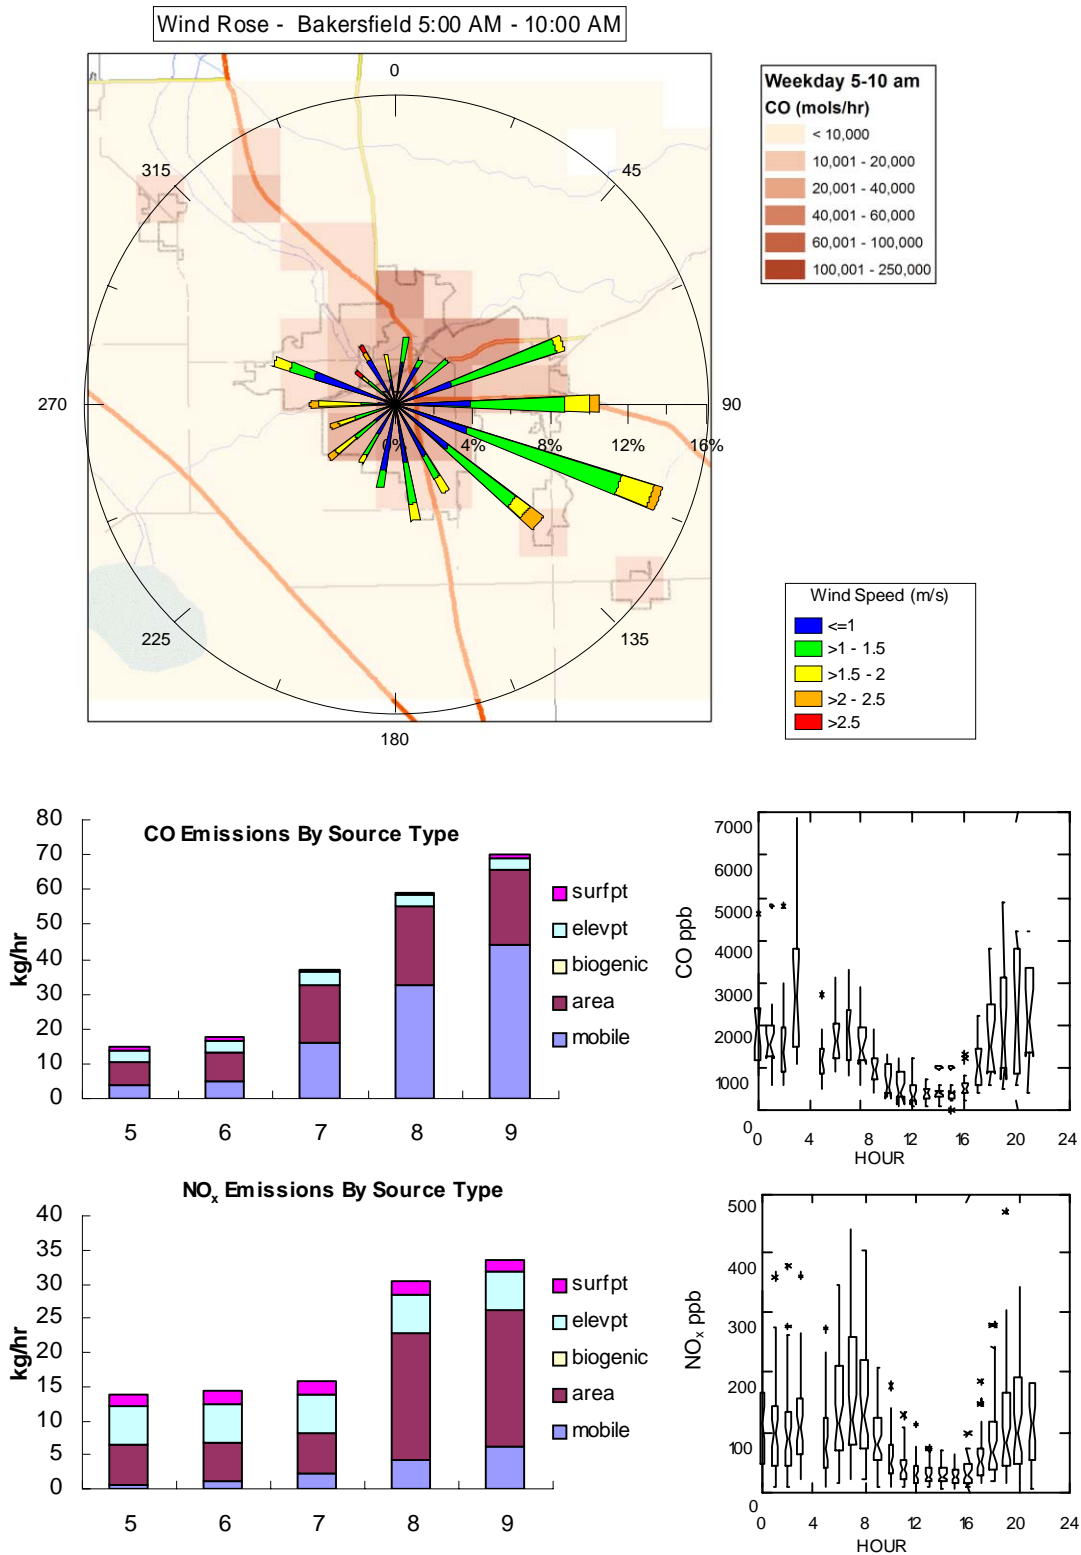 Wind Rose - Bakersfield 5:00 AM - 10:00 AM
0
45
90
135
180
225
270
315
0%
4%
8%
12%
16%
Weekday 5-10 am
CO (mols/hr)
< 10,000
10,001 - 20,000
20,001 - 40,000
40,001 - 60,000
60,001 - 100,000
100,001 - 250,000
Wind Speed (m/s)
<=1
>1 - 1.5
>1.5 - 2
>2 - 2.5
>2.5
CO Emissions By Source Type
kg/hr
80
70
60
50
40
30
20
10
0
5 6 7 8 9
surfpt
elevpt
biogenic
area
mobile
CO ppb
7000
6000
5000
4000
3000
2000
1000
0
0 4 8 12 16 20 24
HOUR
NOx Emissions By Source Type
kg/hr
40
35
30
25
20
15
10
5
0
5 6 7 8 9
surfpt
elevpt
biogenic
area
mobile
NOx ppb
500
400
300
200
100
0
0 4 8 12 16 20 24
HOUR